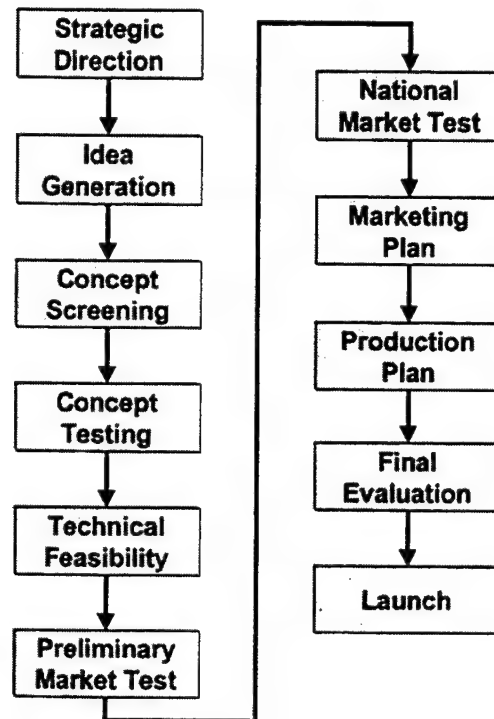 Strategic
Direction
Idea
Generation
Concept
Screening
Concept
Testing
Technical
Feasibility
Preliminary
Market Test
National
Market Test
Marketing
Plan
Production
Plan
Final
Evaluation
Launch